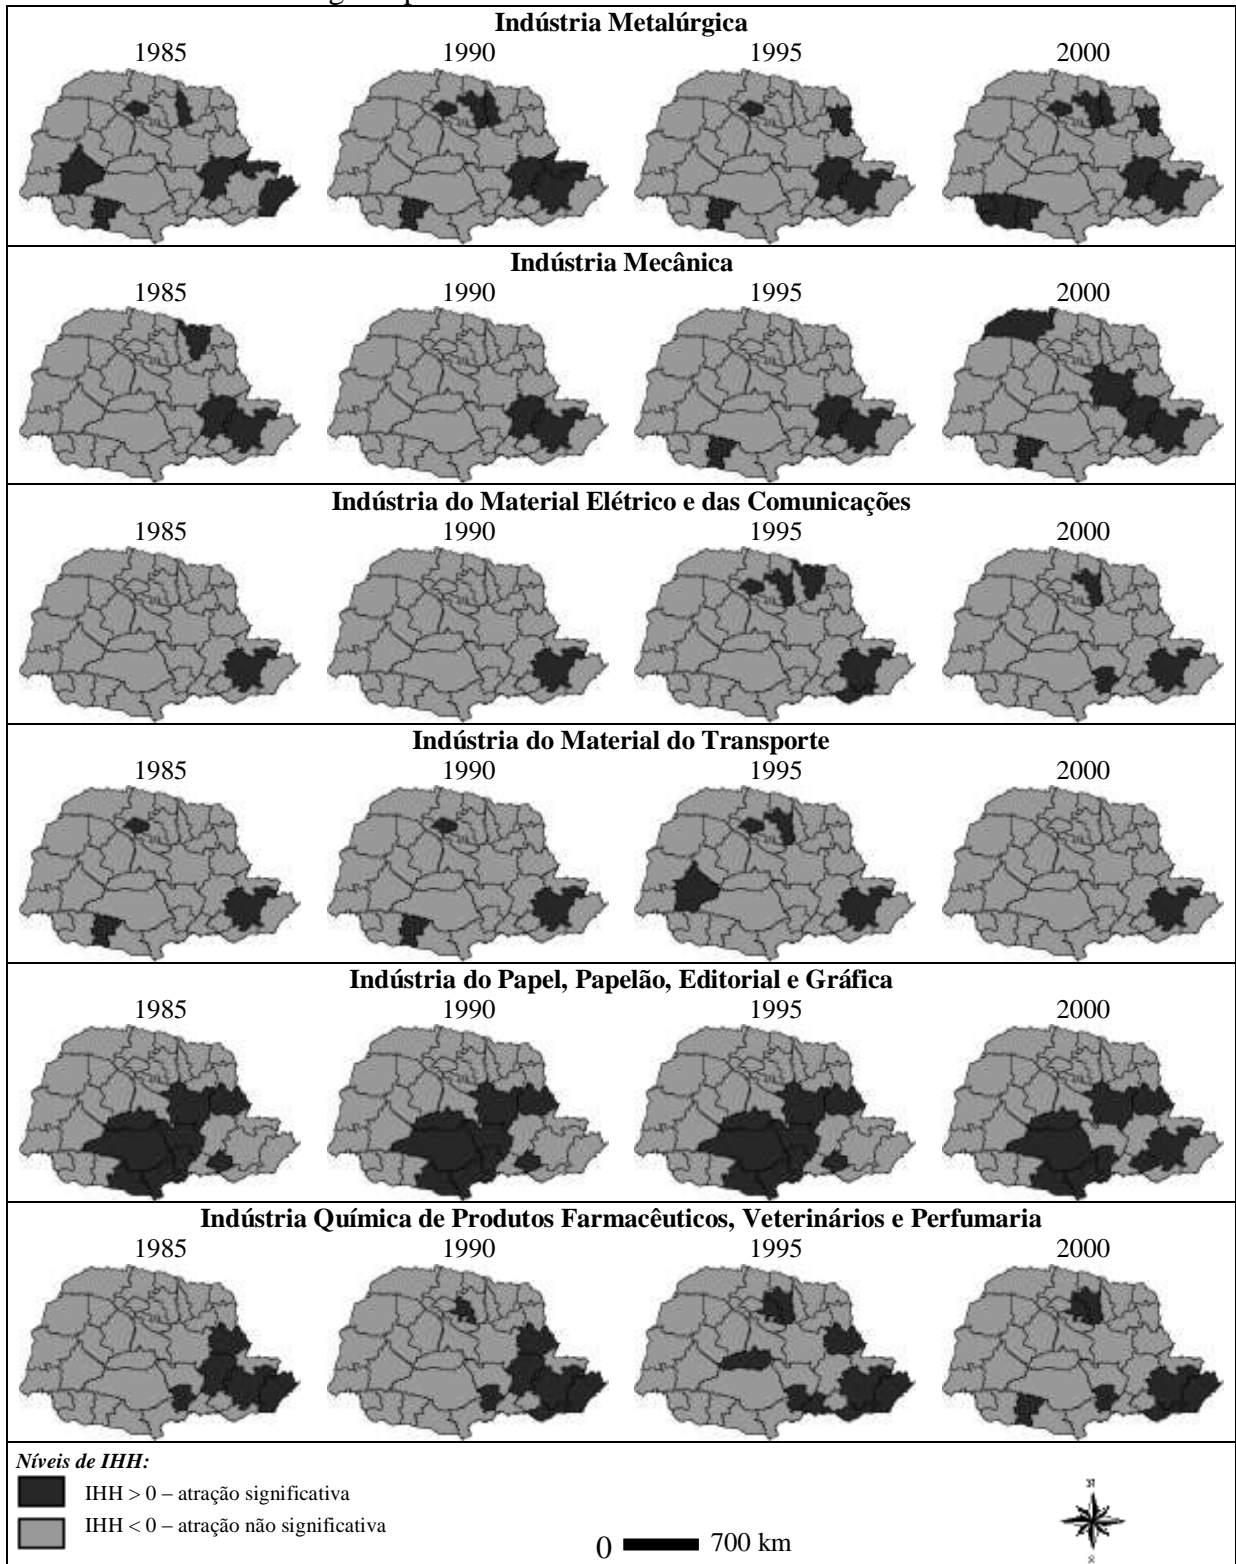 Indústria Metalúrgica
1985 1990 1995 2000
Indústria Mecânica
1985 1990 1995 2000
Indústria do Material Elétrico e das Comunicações
1985 1990 1995 2000
Indústria do Material do Transporte
1985 1990 1995 2000
Indústria do Papel, Papelão, Editorial e Gráfica
1985 1990 1995 2000
Indústria Química de Produtos Farmacêuticos, Veterinários e Perfumaria
1985 1990 1995 2000
Níveis de IHH:
IHH > 0 – atração significativa
IHH < 0 – atração não significativa
0 700 km